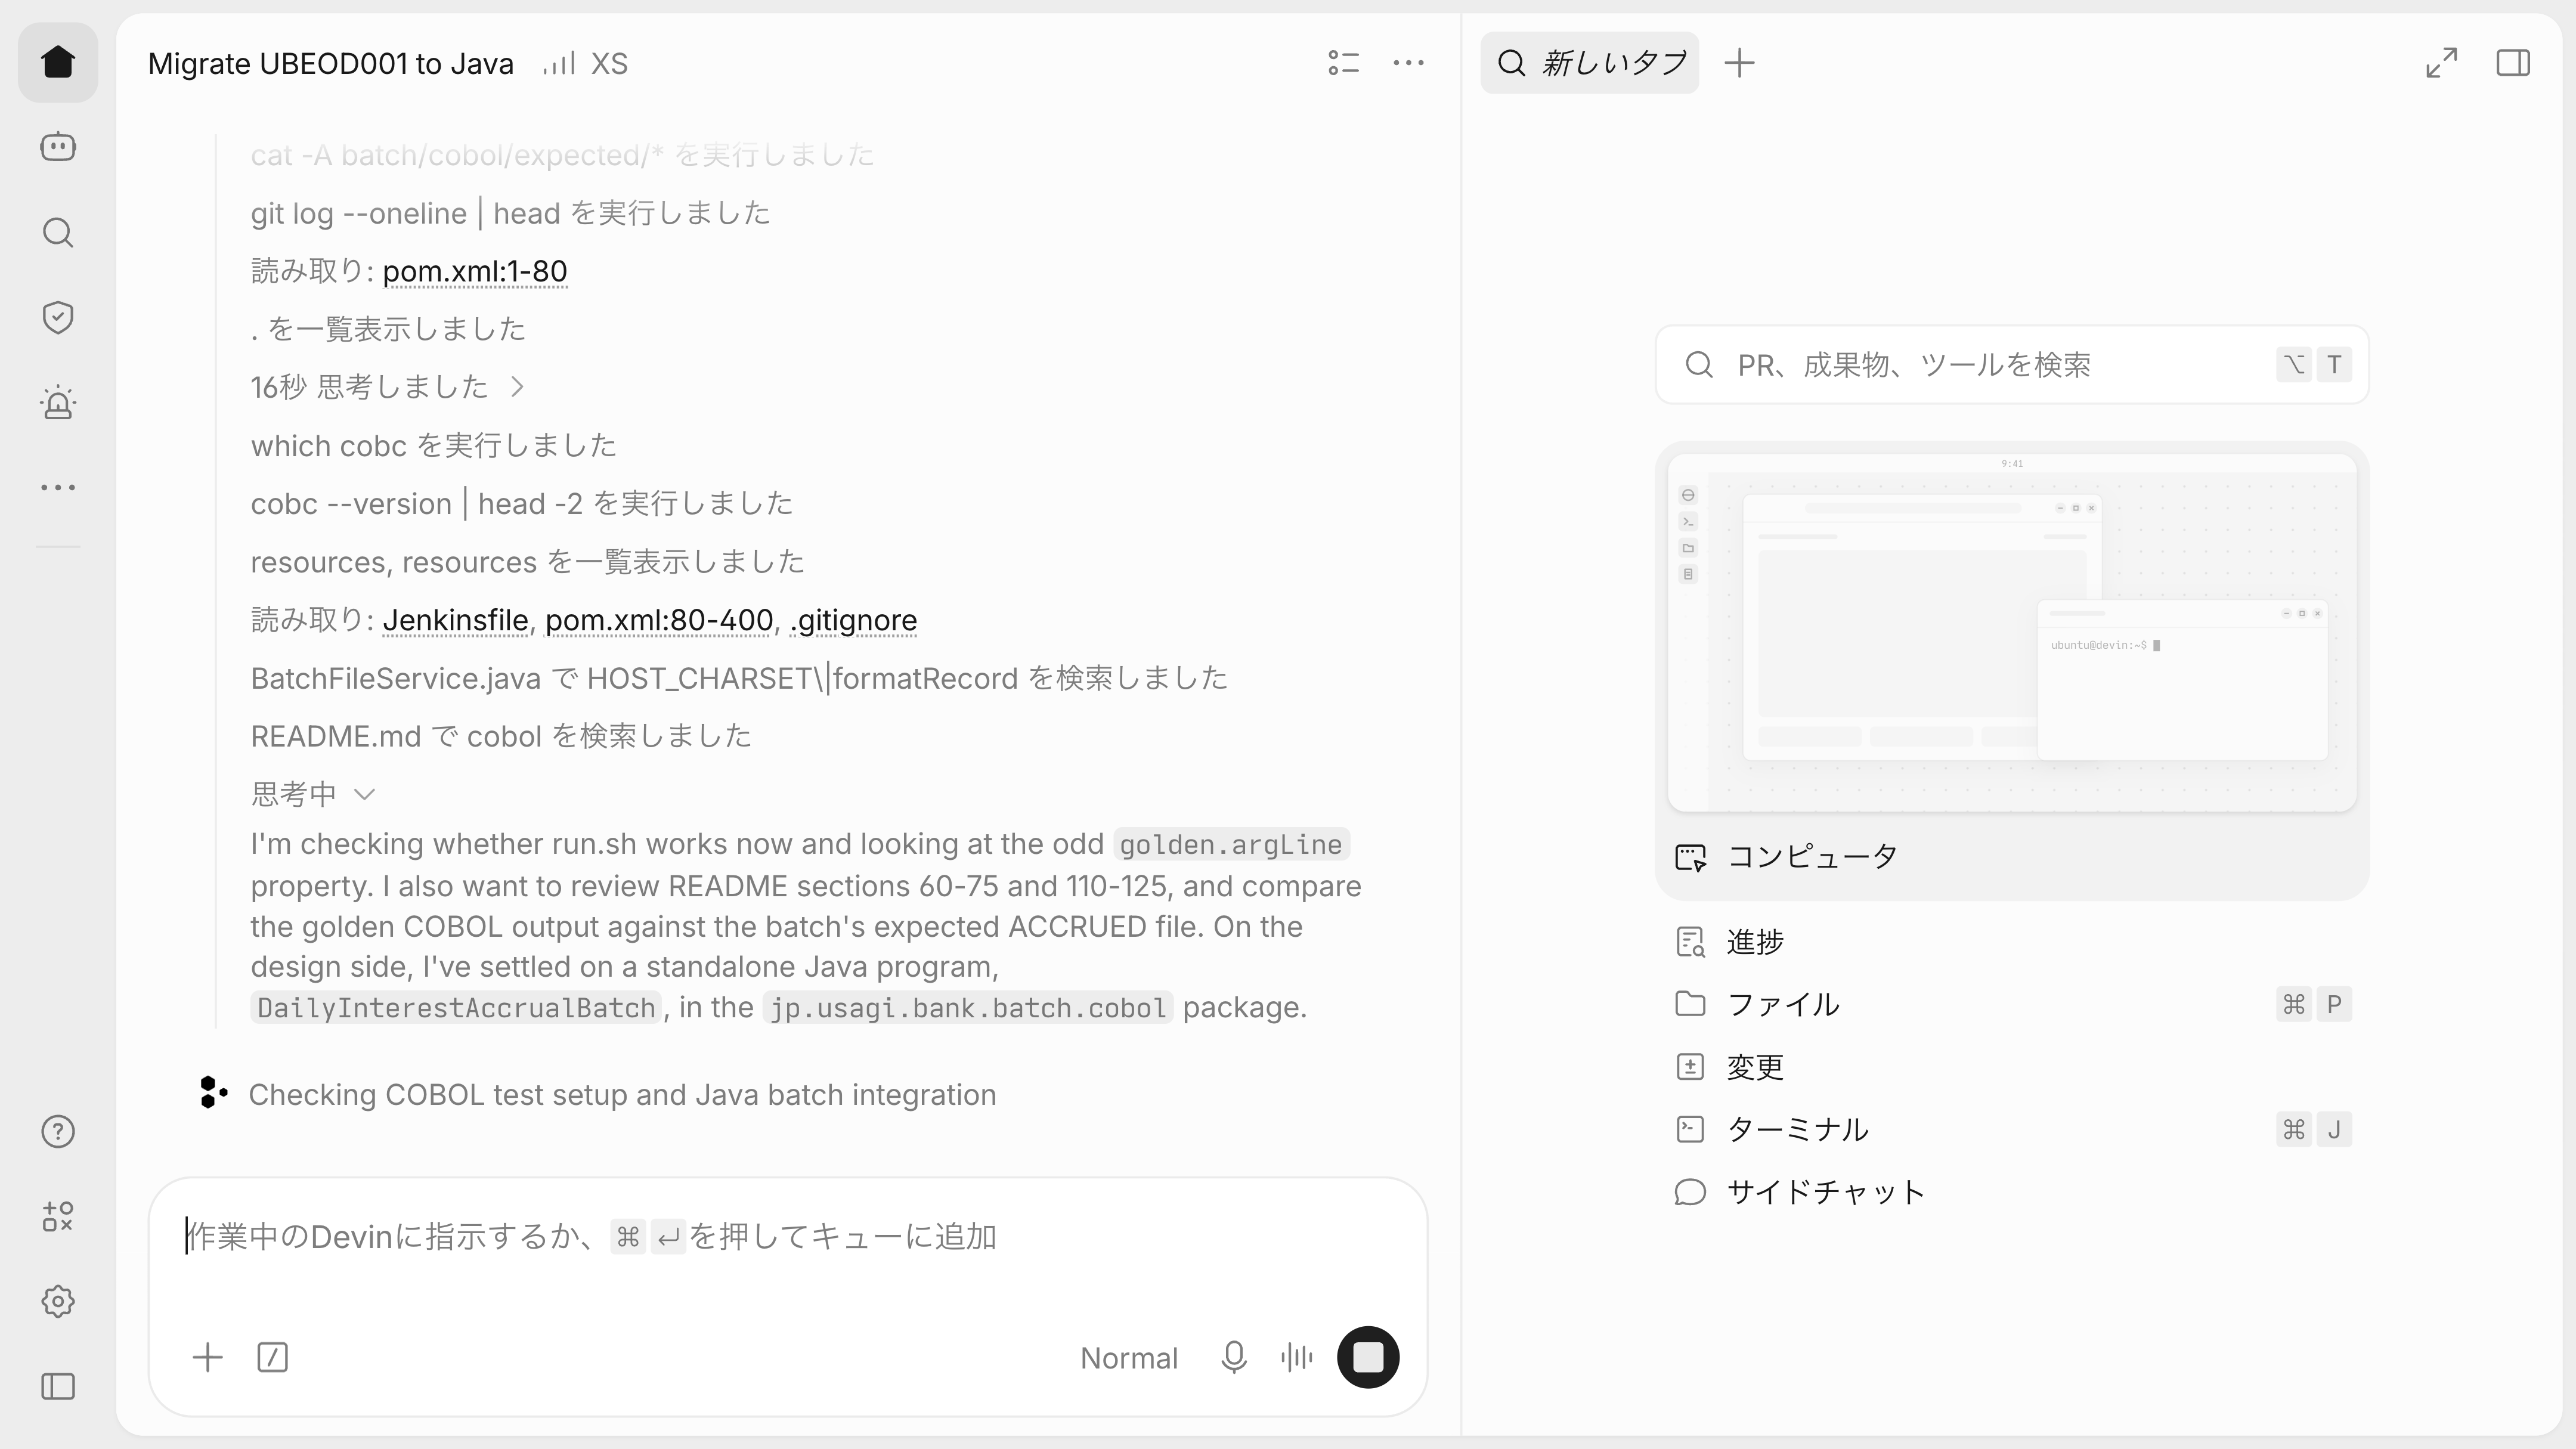 Migrate UBEOD001 to Java XS
cat -A batch/cobol/expected/* を実行しました
git log --oneline | head を実行しました
読み取り: pom.xml:1-80
. を一覧表示しました
16秒 思考しました
which cobc を実行しました
cobc --version | head -2 を実行しました
resources, resources を一覧表示しました
読み取り: Jenkinsfile, pom.xml:80-400, .gitignore
BatchFileService.java で HOST_CHARSET\|formatRecord を検索しました
README.md で cobol を検索しました
思考中
I'm checking whether run.sh works now and looking at the odd golden.argLine
property. I also want to review README sections 60-75 and 110-125, and compare
the golden COBOL output against the batch's expected ACCRUED file. On the
design side, I've settled on a standalone Java program,
DailyInterestAccrualBatch, in the jp.usagi.bank.batch.cobol package.
Checking COBOL test setup and Java batch integration
作業中のDevinに指示するか、⌘↵を押してキューに追加
Normal
新しいタブ
PR、成果物、ツールを検索 ⌥ T
9:41
ubuntu@devin:~$
コンピュータ
進捗
ファイル ⌘ P
変更
ターミナル ⌘ J
サイドチャット